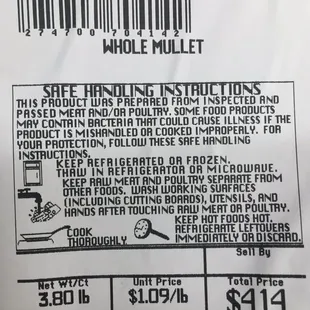 2 74700 704142
WHOLE MULLET
SAFE HANDLING INSTRUCTIONS
THIS PRODUCT WAS PREPARED FROM INSPECTED AND
PASSED MEAT AND/OR POULTRY. SOME FOOD PRODUCTS
MAY CONTAIN BACTERIA THAT COULD CAUSE ILLNESS IF THE
PRODUCT IS MISHANDLED OR COOKED IMPROPERLY. FOR
YOUR PROTECTION, FOLLOW THESE SAFE HANDLING
INSTRUCTIONS.
KEEP REFRIGERATED OR FROZEN.
THAW IN REFRIGERATOR OR MICROWAVE.
KEEP RAW MEAT AND POULTRY SEPARATE FROM
OTHER FOODS. WASH WORKING SURFACES
(INCLUDING CUTTING BOARDS), UTENSILS, AND
HANDS AFTER TOUCHING RAW MEAT OR POULTRY.
COOK
THOROUGHLY
KEEP HOT FOODS HOT.
REFRIGERATE LEFTOVERS
IMMEDIATELY OR DISCARD.
Sell By
Net Wt/Ct
3.80 lb
Unit Price
$1.09/lb
Total Price
$4.14